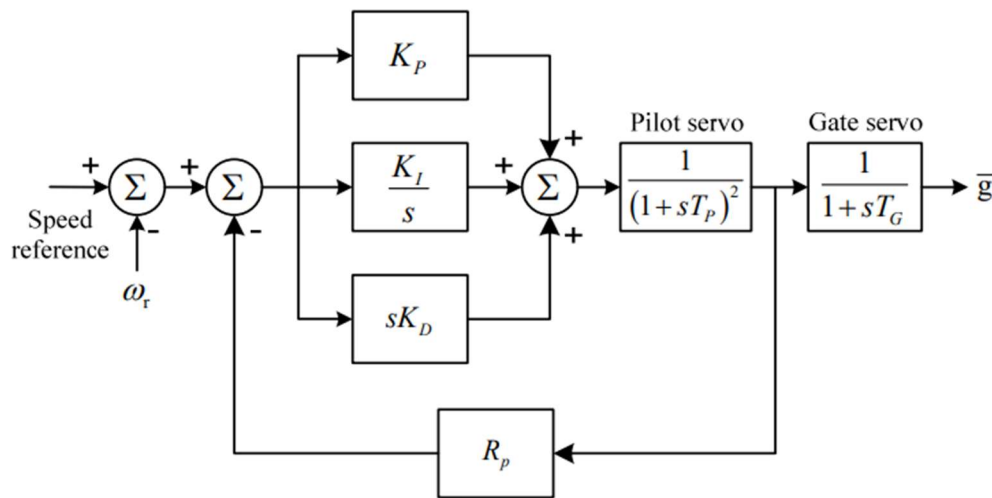 K_P
Pilot servo
Gate servo
+
+
+
+
+
Σ
Σ
K_I
s
Σ
1
(1+sT_P)^2
1
1+sT_G
g̅
Speed
reference
-
-
+
ω_r
sK_D
R_p